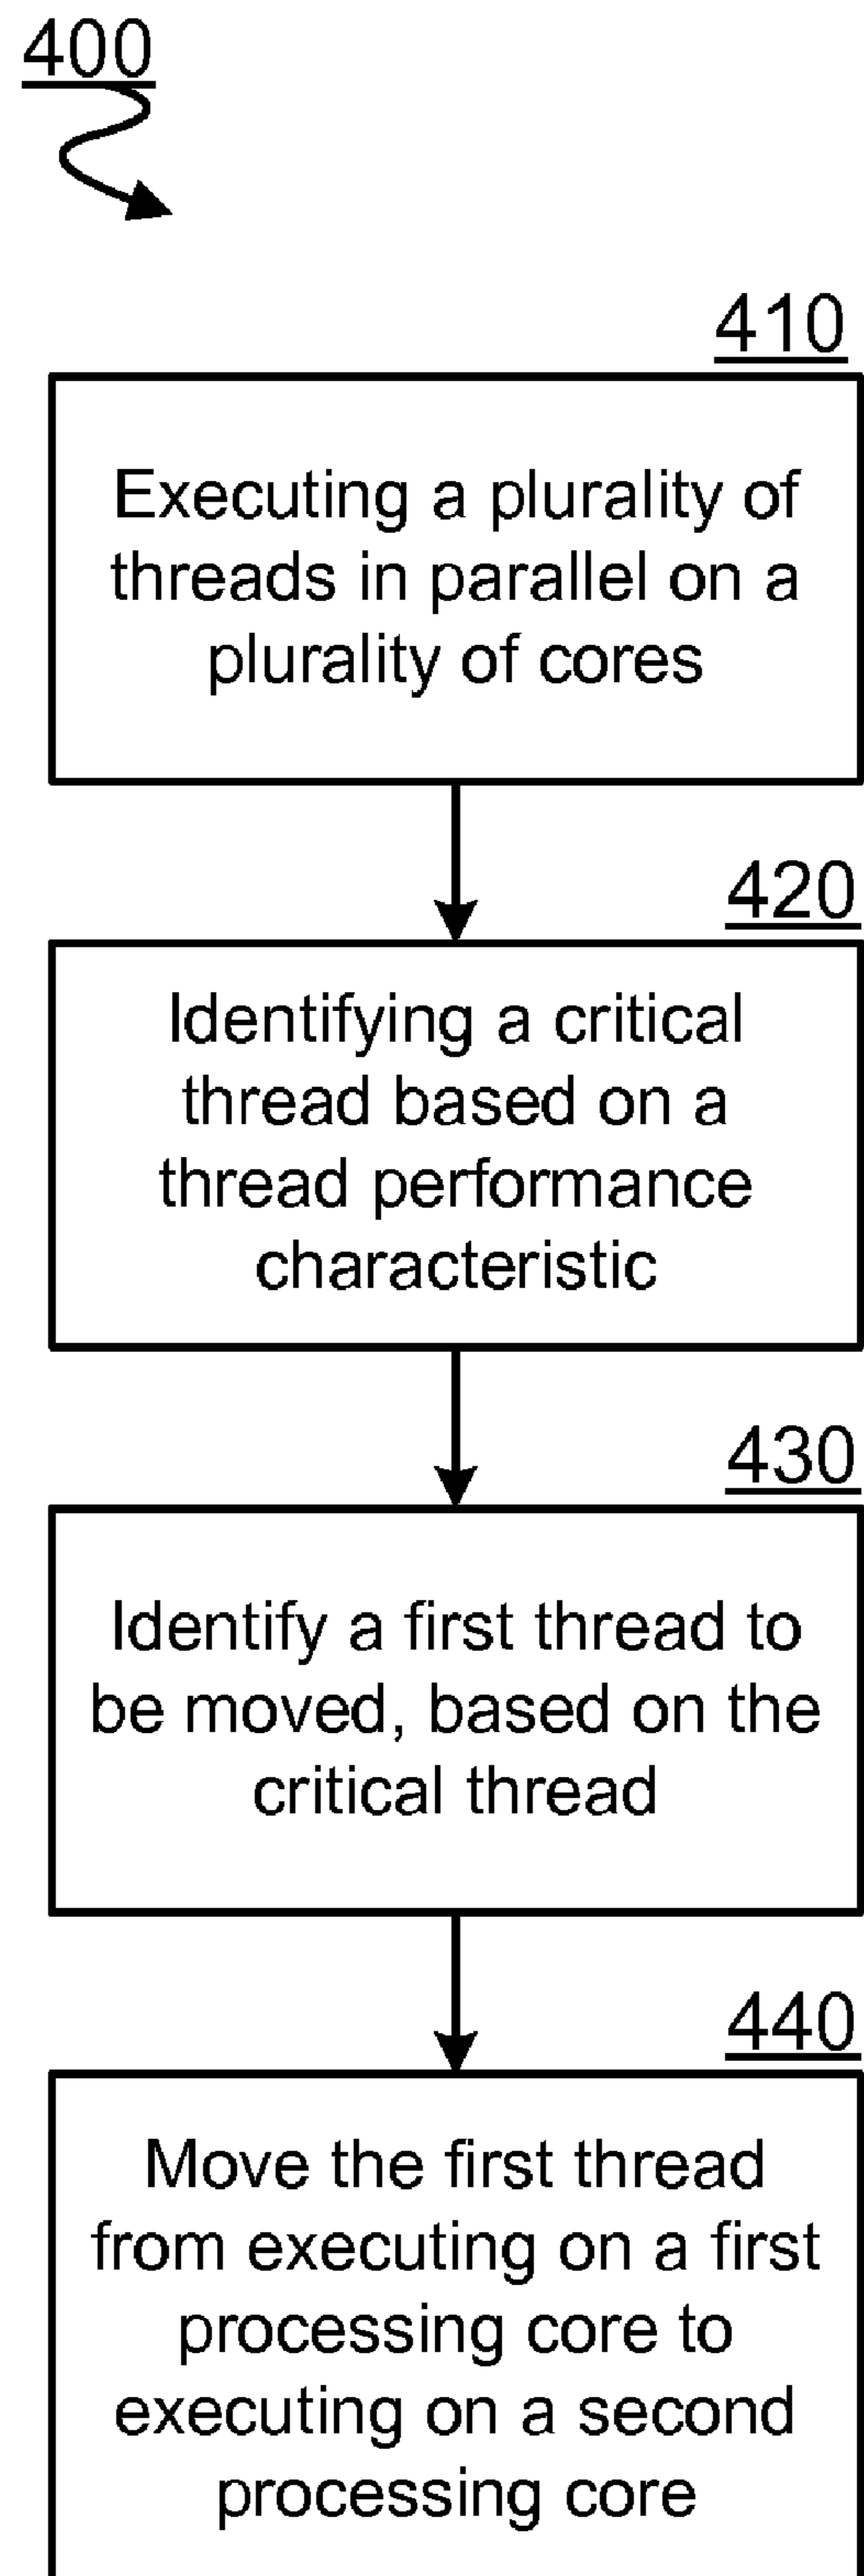 400
410
Executing a plurality of
threads in parallel on a
plurality of cores
420
Identifying a critical
thread based on a
thread performance
characteristic
430
Identify a first thread to
be moved, based on the
critical thread
440
Move the first thread
from executing on a first
processing core to
executing on a second
processing core